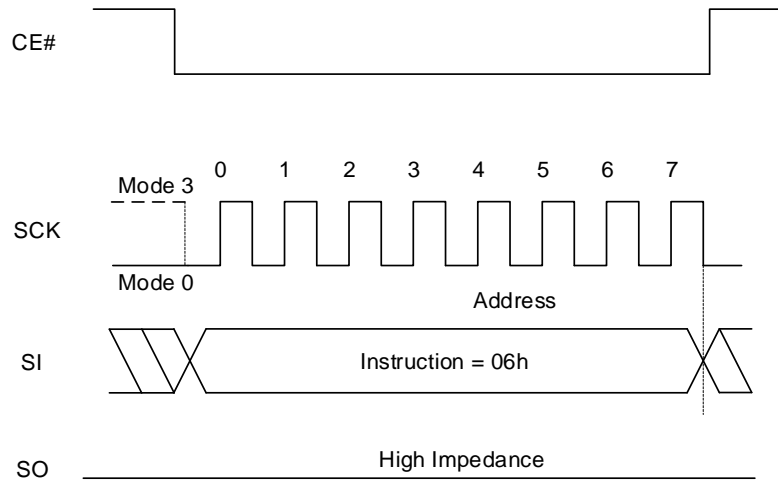 CE#
0 1 2 3 4 5 6 7
Mode 3
SCK
Mode 0
Address
SI
Instruction = 06h
High Impedance
SO